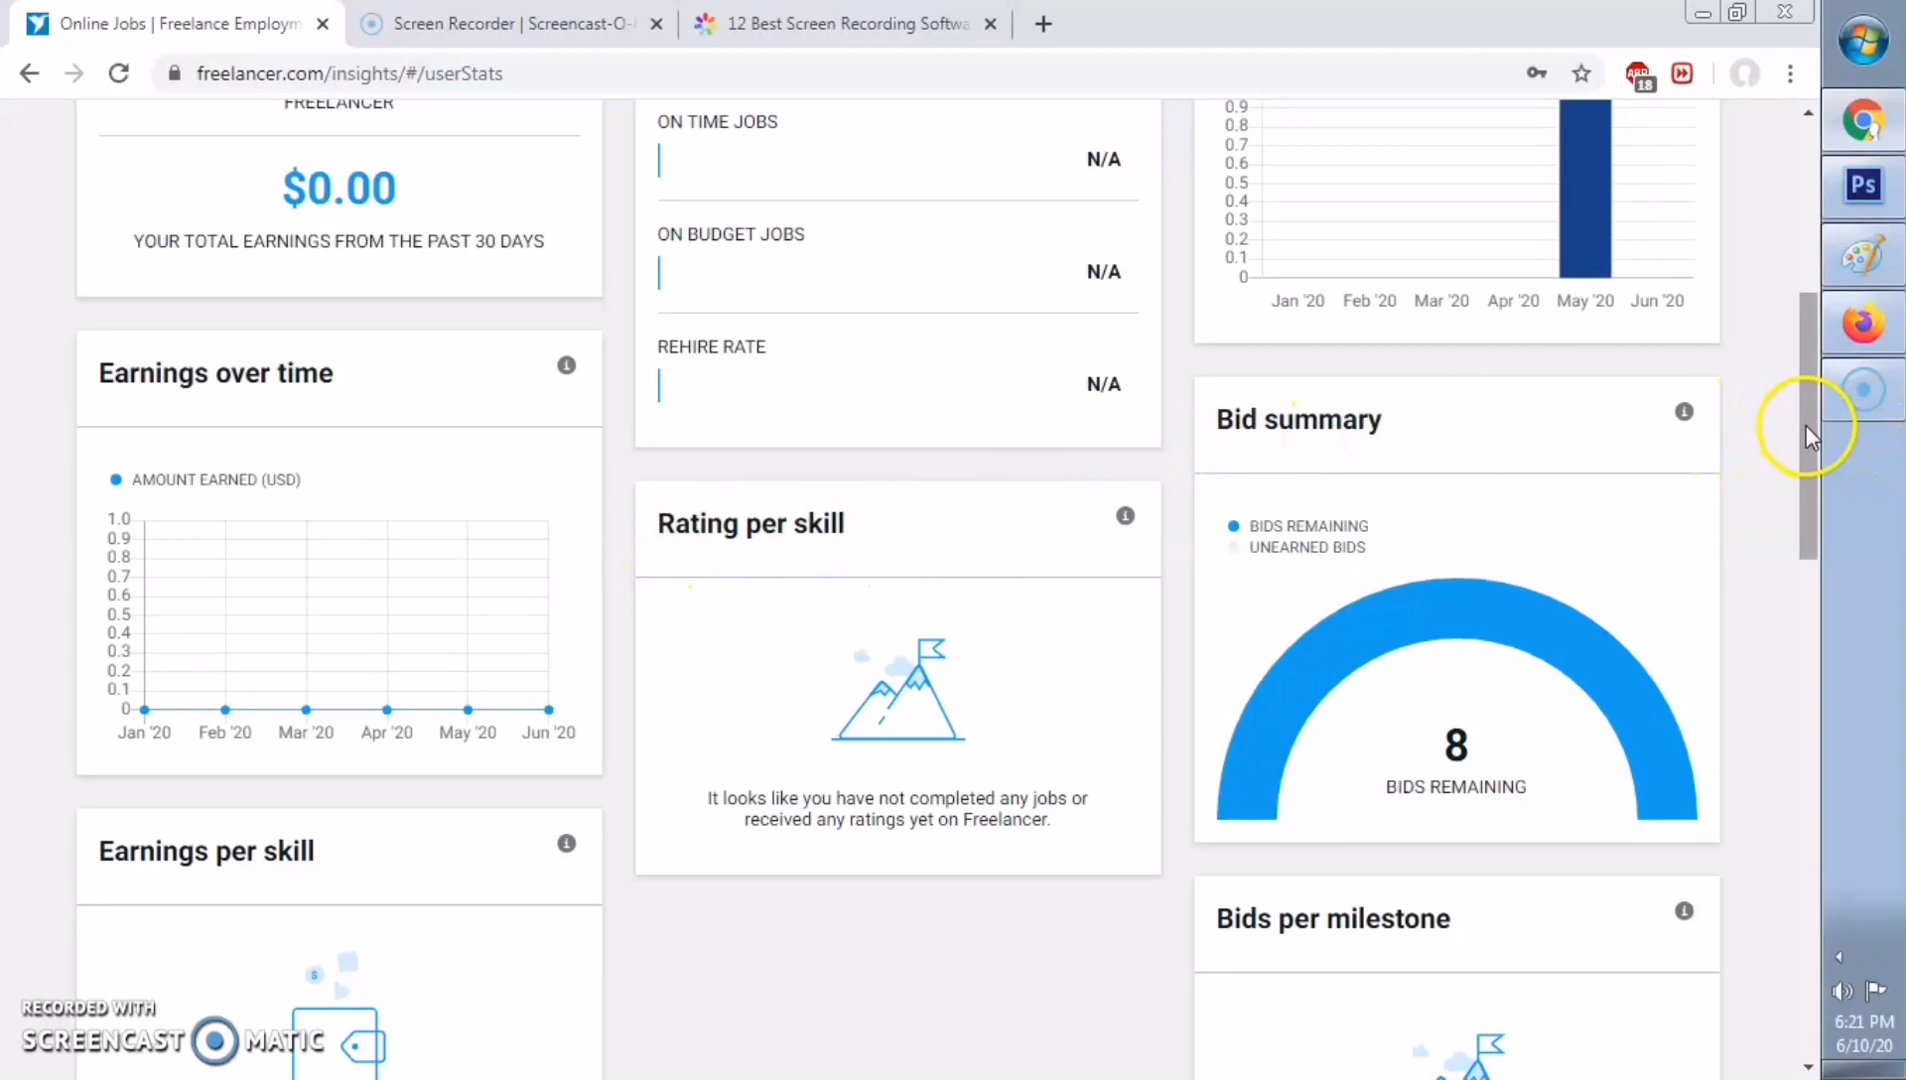 Online Jobs | Freelance Employm
Screen Recorder | Screencast-O-
12 Best Screen Recording Softwa
freelancer.com/insights/#/userStats
ABP
18
FREELANCER
$0.00
YOUR TOTAL EARNINGS FROM THE PAST 30 DAYS
Earnings over time
AMOUNT EARNED (USD)
1.0
0.9
0.8
0.7
0.6
0.5
0.4
0.3
0.2
0.1
0
Jan '20 Feb '20 Mar '20 Apr '20 May '20 Jun '20
Earnings per skill
$
ON TIME JOBS
N/A
ON BUDGET JOBS
N/A
REHIRE RATE
N/A
Rating per skill
It looks like you have not completed any jobs or
received any ratings yet on Freelancer.
0.9
0.8
0.7
0.6
0.5
0.4
0.3
0.2
0.1
0
Jan '20 Feb '20 Mar '20 Apr '20 May '20 Jun '20
Bid summary
BIDS REMAINING
UNEARNED BIDS
8
BIDS REMAINING
Bids per milestone
Ps
6:21 PM
6/10/20
RECORDED WITH
SCREENCAST MATIC